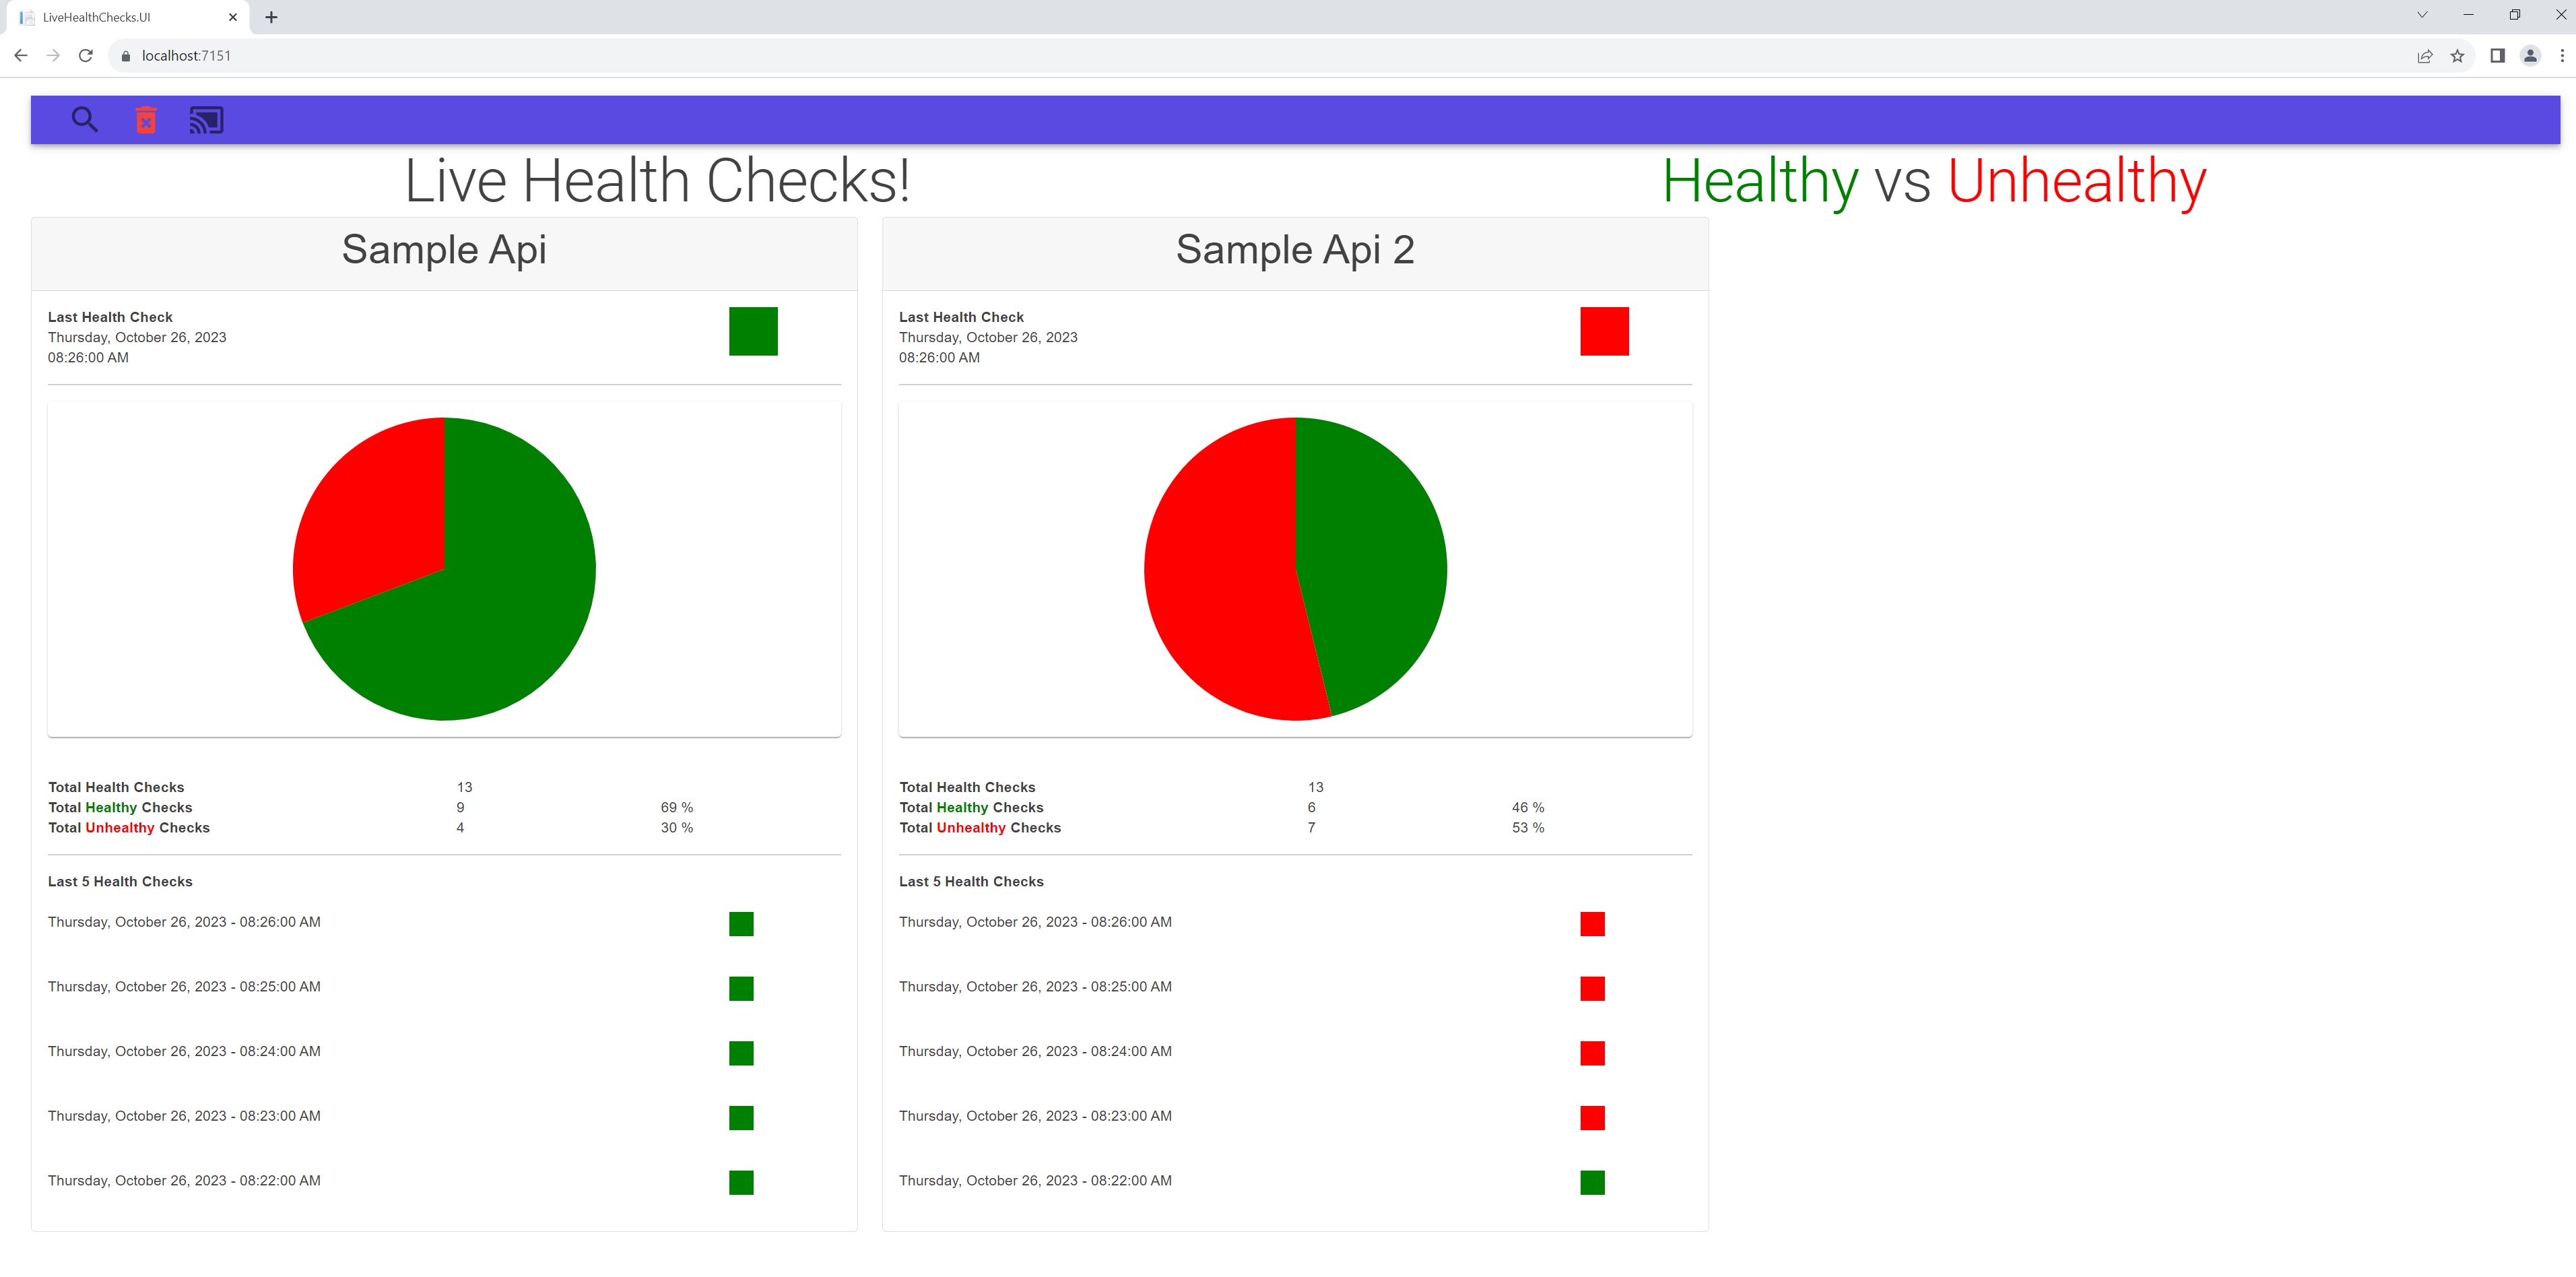 LiveHealthChecks.UI
localhost:7151
Live Health Checks!
Healthy vs Unhealthy
Sample Api
Last Health Check
Thursday, October 26, 2023
08:26:00 AM
Total Health Checks 13
Total Healthy Checks 9 69 %
Total Unhealthy Checks 4 30 %
Last 5 Health Checks
Thursday, October 26, 2023 - 08:26:00 AM
Thursday, October 26, 2023 - 08:25:00 AM
Thursday, October 26, 2023 - 08:24:00 AM
Thursday, October 26, 2023 - 08:23:00 AM
Thursday, October 26, 2023 - 08:22:00 AM
Sample Api 2
Last Health Check
Thursday, October 26, 2023
08:26:00 AM
Total Health Checks 13
Total Healthy Checks 6 46 %
Total Unhealthy Checks 7 53 %
Last 5 Health Checks
Thursday, October 26, 2023 - 08:26:00 AM
Thursday, October 26, 2023 - 08:25:00 AM
Thursday, October 26, 2023 - 08:24:00 AM
Thursday, October 26, 2023 - 08:23:00 AM
Thursday, October 26, 2023 - 08:22:00 AM